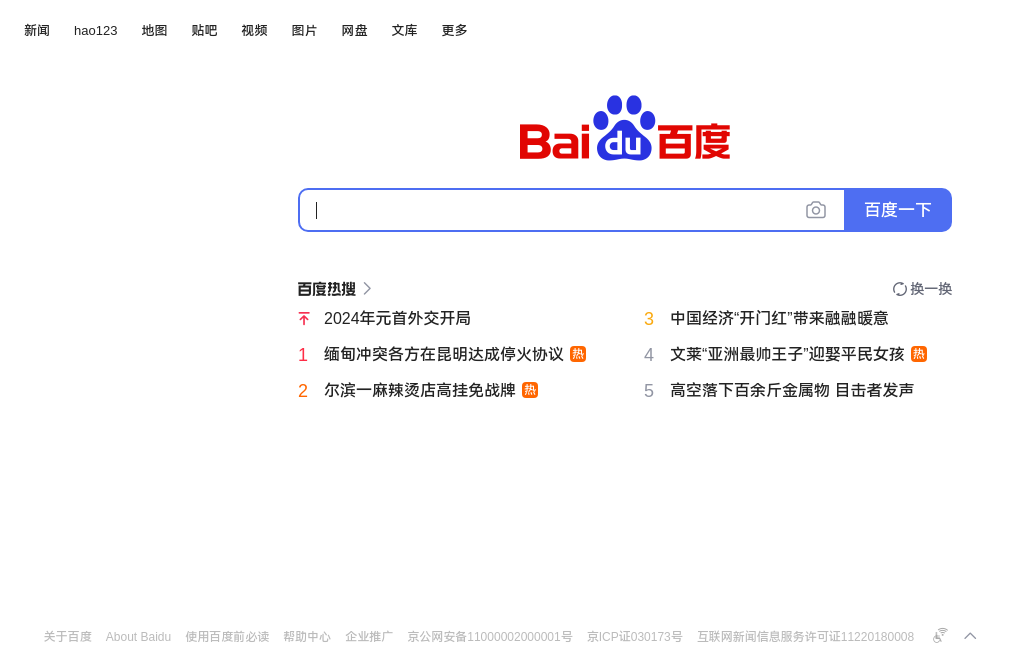 新闻 hao123 地图 贴吧 视频 图片 网盘 文库 更多
Bai du 百度
百度一下
百度热搜 换一换
2024年元首外交开局
1 缅甸冲突各方在昆明达成停火协议 热
2 尔滨一麻辣烫店高挂免战牌 热
3 中国经济“开门红”带来融融暖意
4 文莱“亚洲最帅王子”迎娶平民女孩 热
5 高空落下百余斤金属物 目击者发声
关于百度 About Baidu 使用百度前必读 帮助中心 企业推广 京公网安备11000002000001号 京ICP证030173号 互联网新闻信息服务许可证11220180008